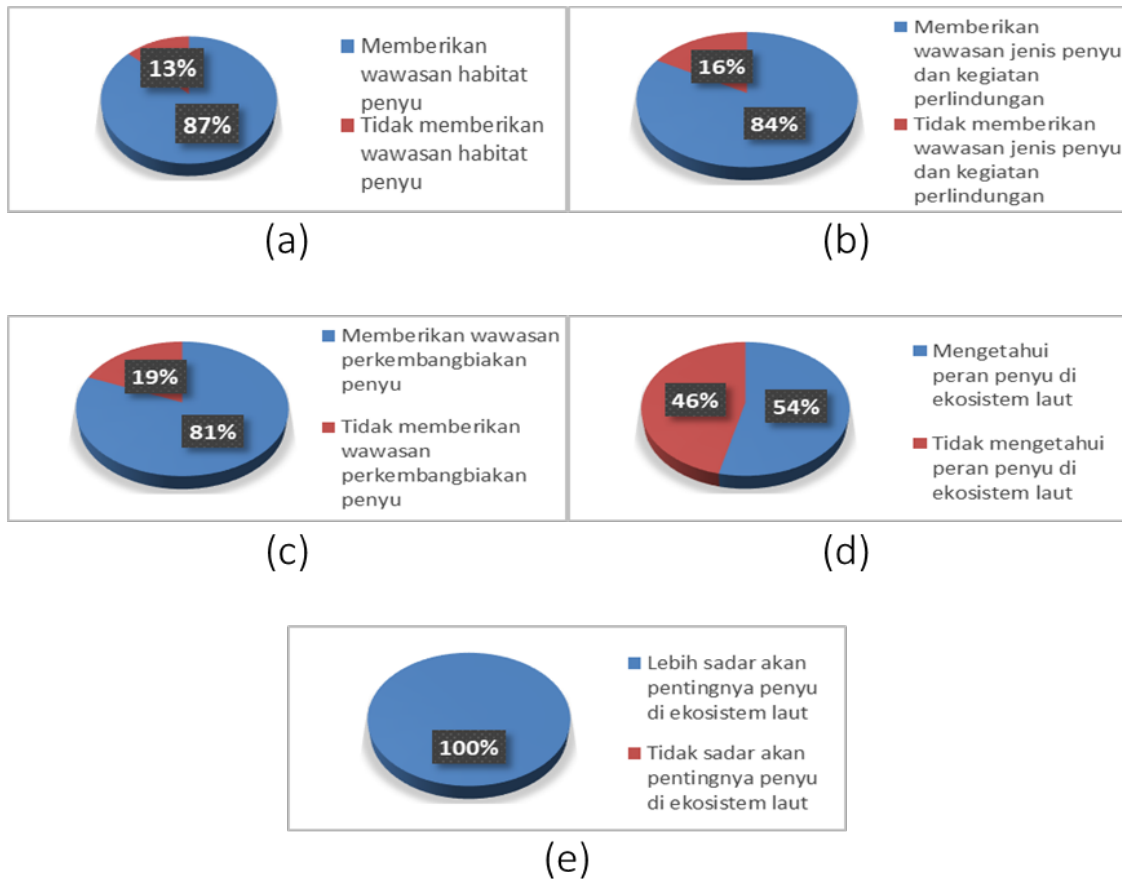 13%
87%
Memberikan
wawasan habitat
penyu
Tidak memberikan
wawasan habitat
penyu
(a)
16%
84%
Memberikan
wawasan jenis penyu
dan kegiatan
perlindungan
Tidak memberikan
wawasan jenis penyu
dan kegiatan
perlindungan
(b)
19%
81%
Memberikan wawasan
perkembangbiakan
penyu
Tidak memberikan
wawasan
perkembangbiakan
penyu
(c)
46%
54%
Mengetahui
peran penyu di
ekosistem laut
Tidak mengetahui
peran penyu di
ekosistem laut
(d)
100%
Lebih sadar akan
pentingnya penyu
di ekosistem laut
Tidak sadar akan
pentingnya penyu
di ekosistem laut
(e)